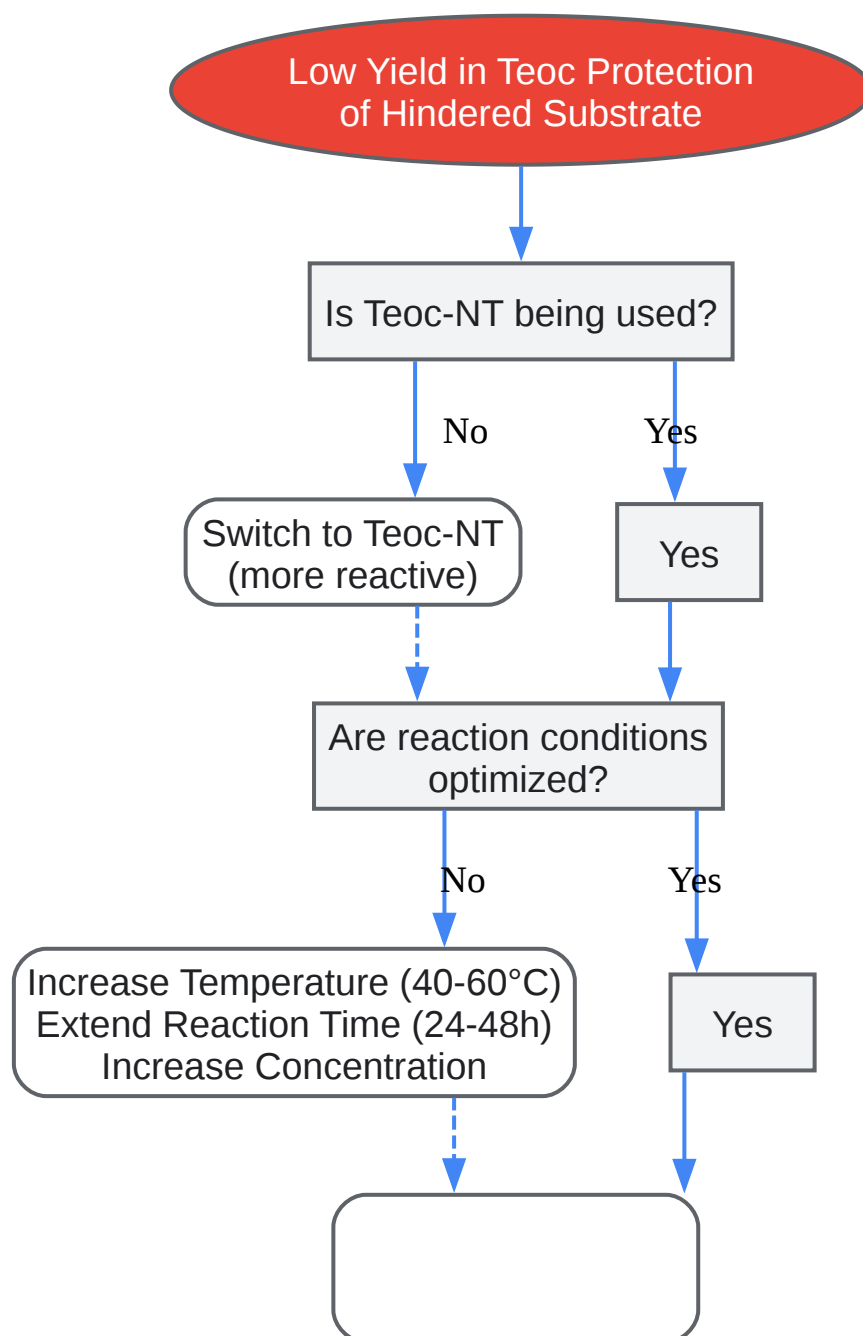 Low Yield in Teoc Protection
of Hindered Substrate
Is Teoc-NT being used?
No
Yes
Switch to Teoc-NT
(more reactive)
Yes
Are reaction conditions
optimized?
No
Yes
Increase Temperature (40-60°C)
Extend Reaction Time (24-48h)
Increase Concentration
Yes